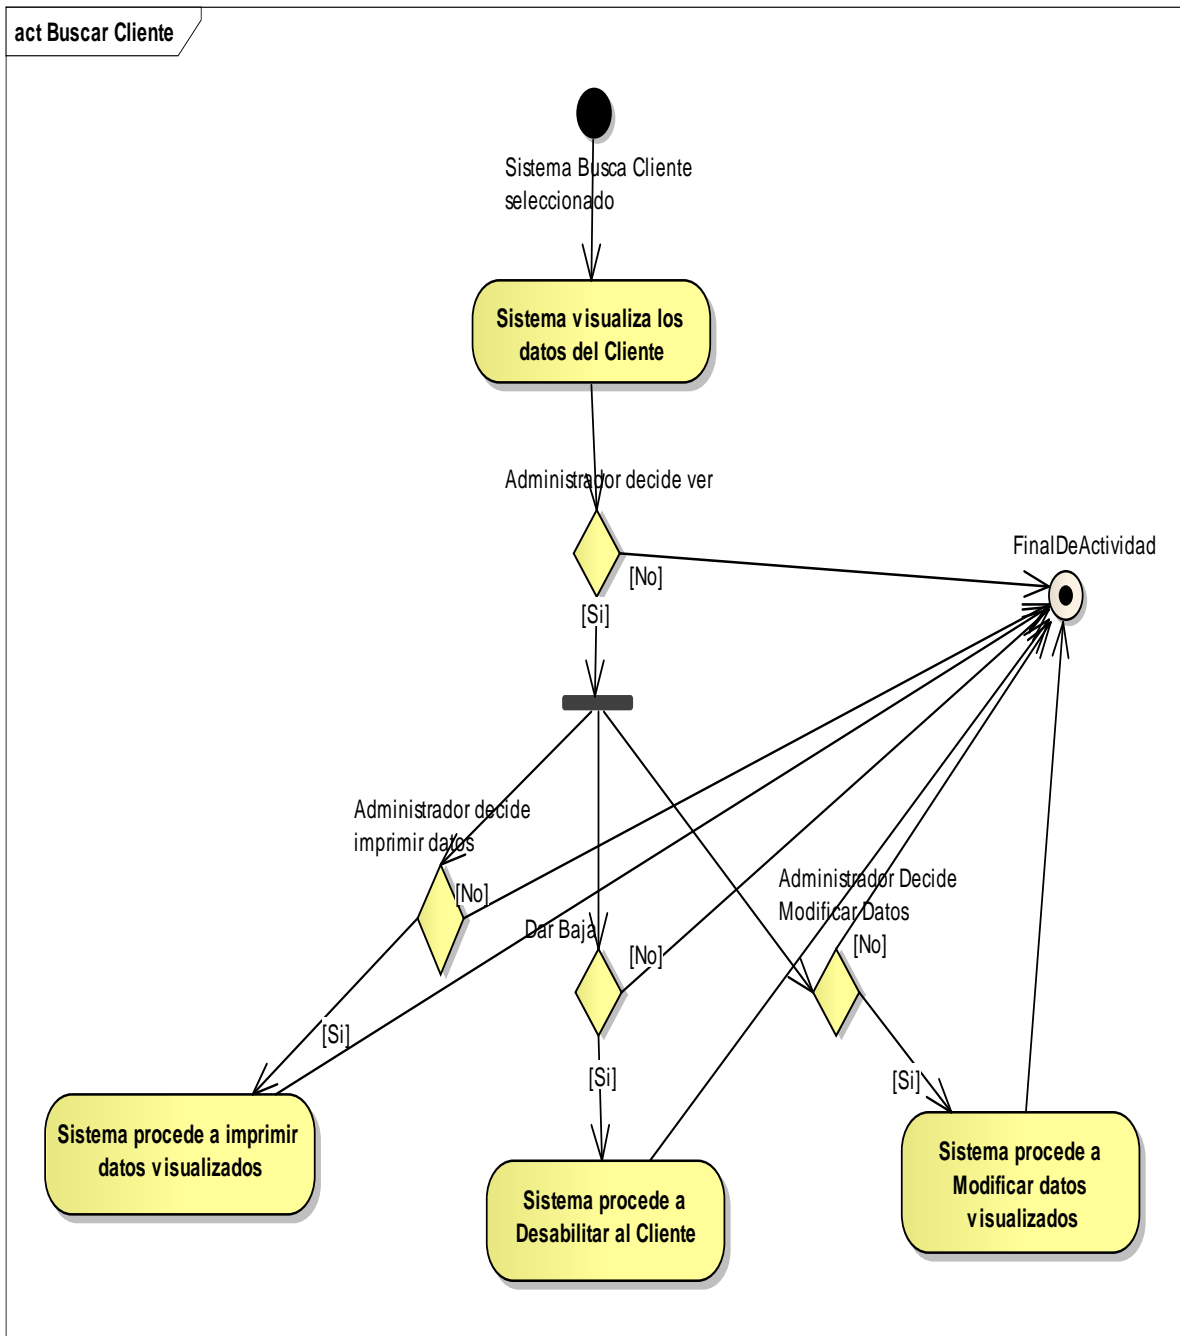 act Buscar Cliente
Sistema Busca Cliente
seleccionado
Sistema visualiza los
datos del Cliente
Administrador decide ver
[No]
[Si]
FinalDeActividad
Administrador decide
imprimir datos
[No]
[Si]
Dar Baja
[No]
[Si]
Administrador Decide
Modificar Datos
[No]
[Si]
Sistema procede a imprimir
datos visualizados
Sistema procede a
Desabilitar al Cliente
Sistema procede a
Modificar datos
visualizados